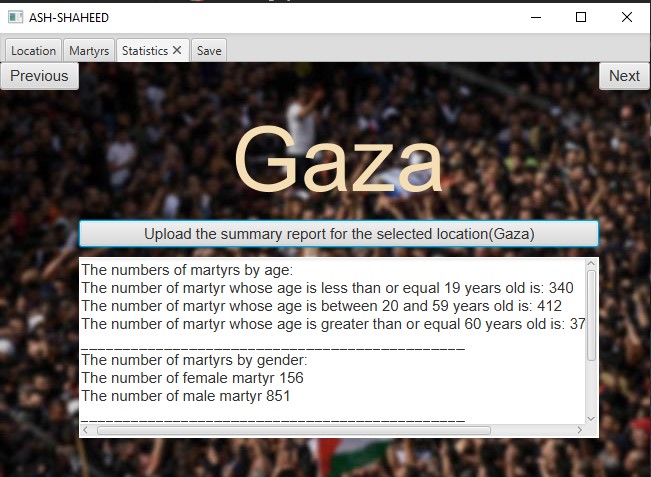 ASH-SHAHEED
Location Martyrs Statistics Save
Previous Next
Gaza
Upload the summary report for the selected location(Gaza)
The numbers of martyrs by age:
The number of martyr whose age is less than or equal 19 years old is: 340
The number of martyr whose age is between 20 and 59 years old is: 412
The number of martyr whose age is greater than or equal 60 years old is: 37
_______________________________________________
The number of martyrs by gender:
The number of female martyr 156
The number of male martyr 851
_______________________________________________